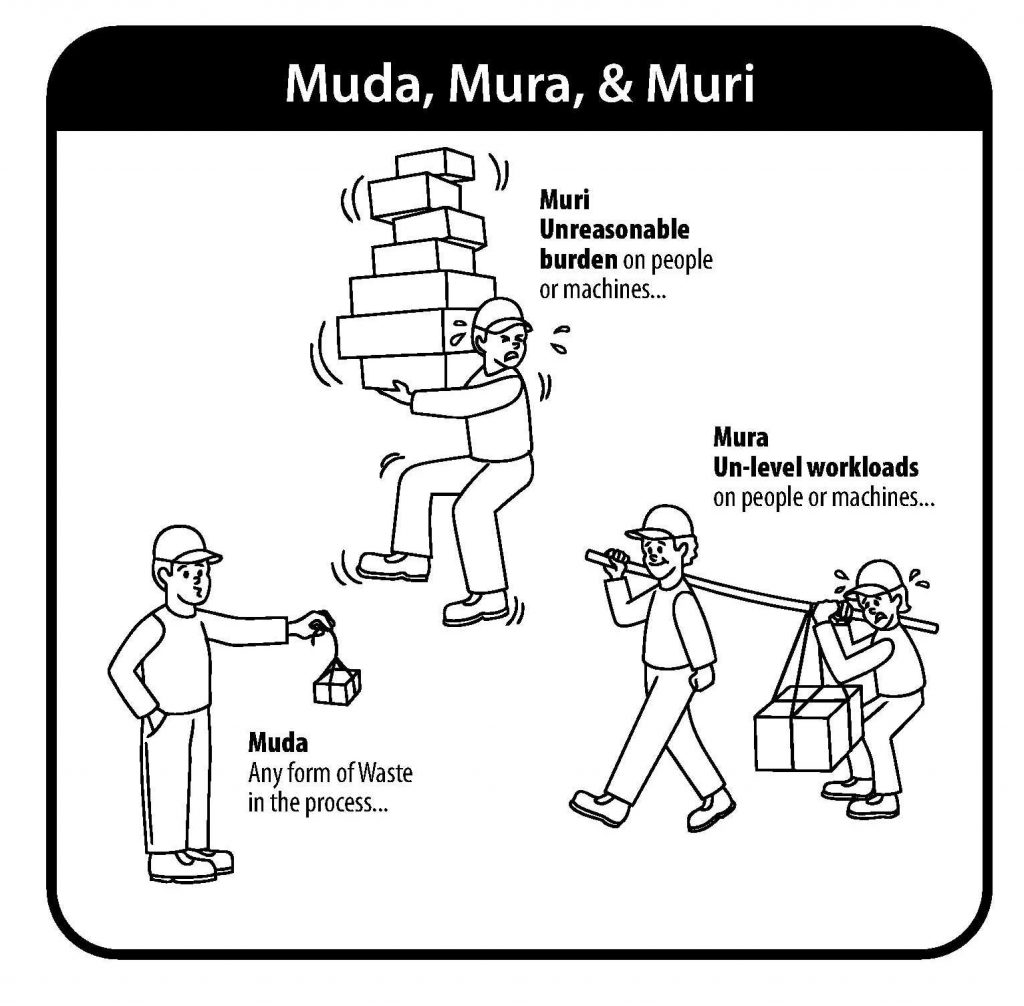 Muda, Mura, & Muri
Muri
Unreasonable
burden on people
or machines...
Mura
Un-level workloads
on people or machines...
Muda
Any form of Waste
in the process...